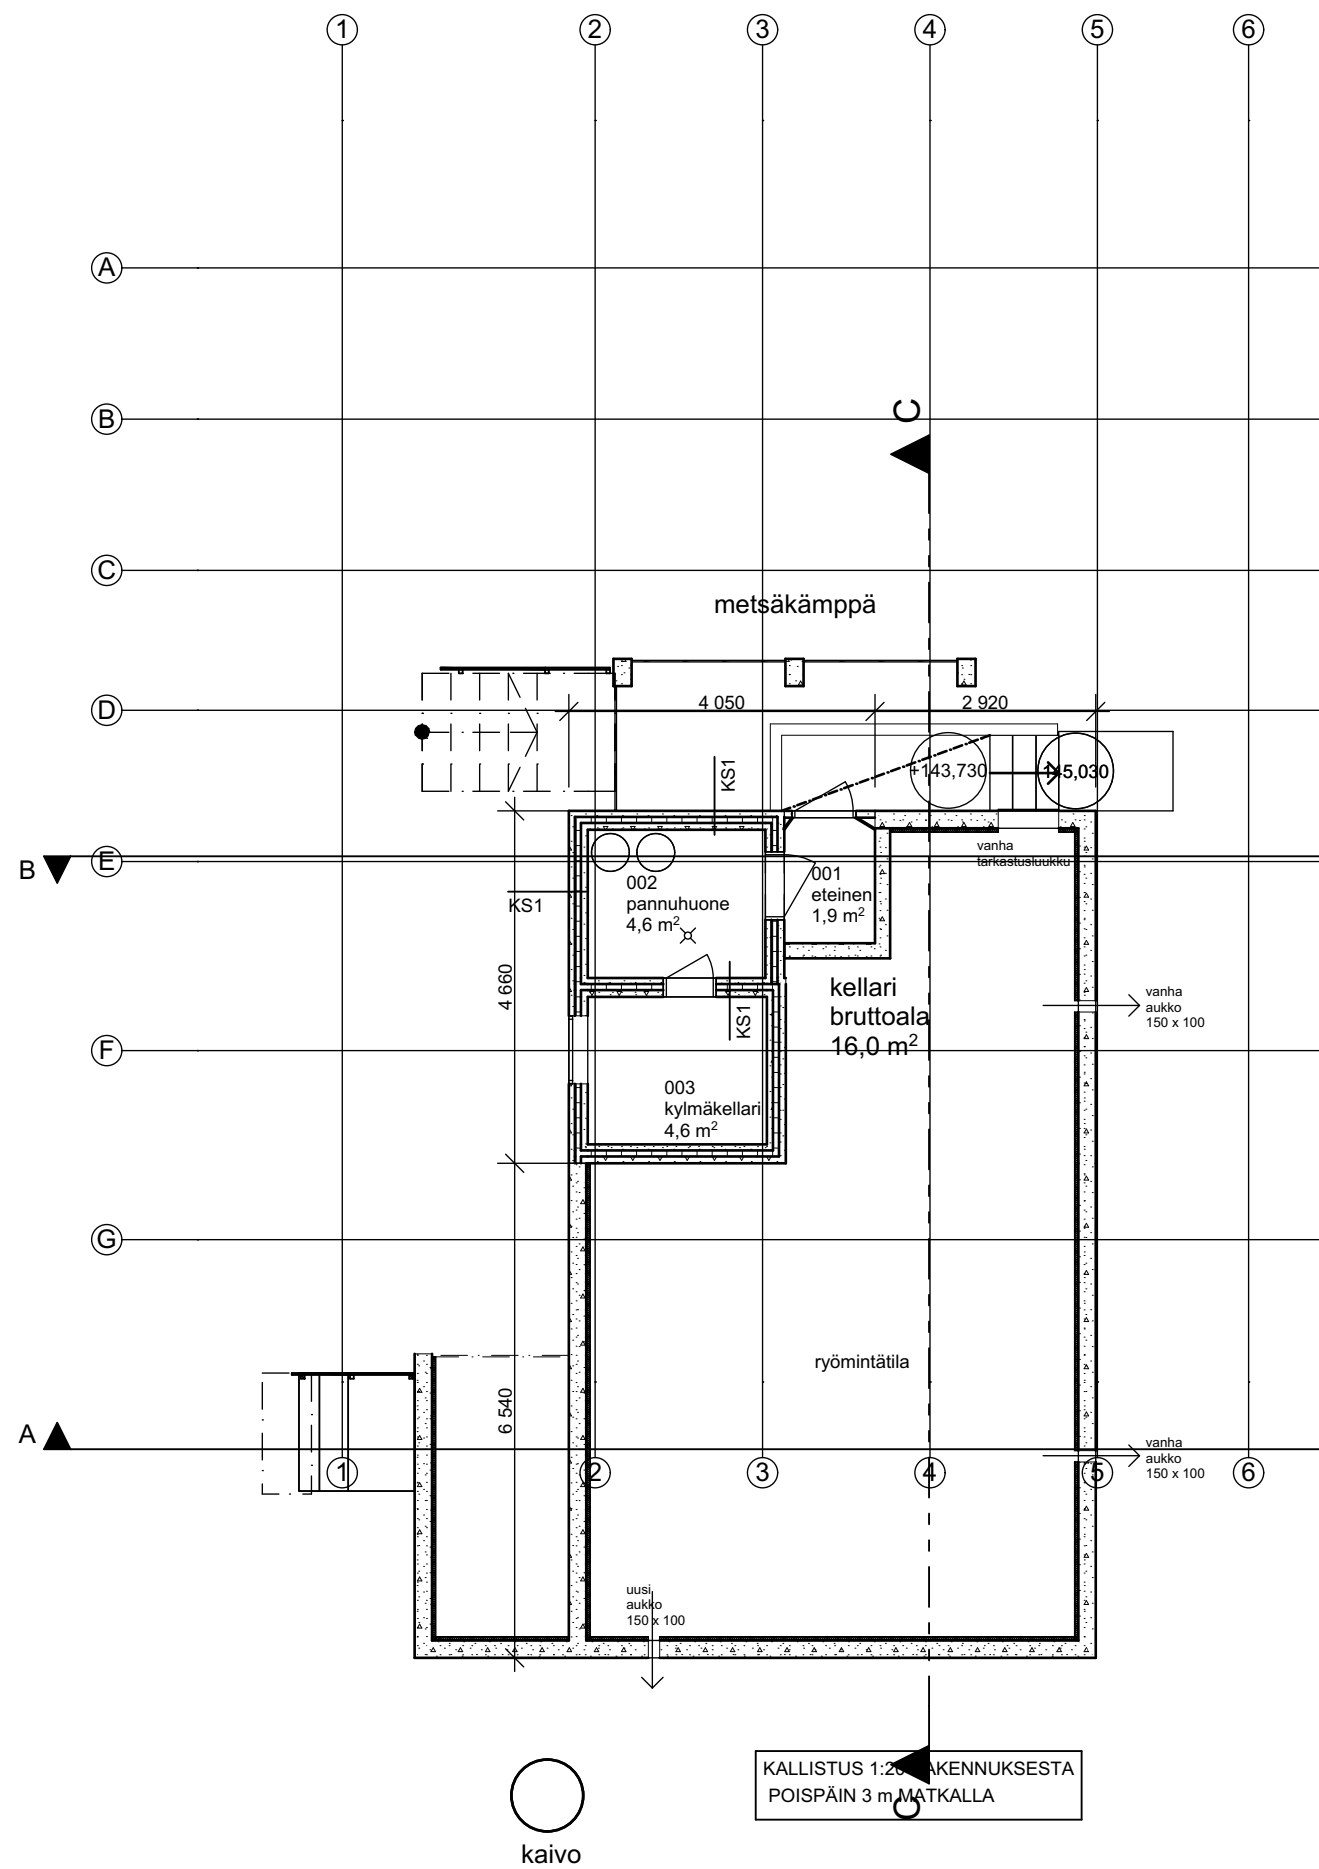 1 2 3 4 5 6
A
B
C
C
metsäkämppä
D
4 050 2 920
+143,730 145,030
KS1
B
E
vanha
tarkastusluukku
002
pannuhuone
4,6 m²
001
eteinen
1,9 m²
KS1
4 660
KS1
kellari
bruttoala
16,0 m²
vanha
aukko
150 x 100
F
003
kylmäkellari
4,6 m²
G
ryömintätila
6 540
A
vanha
aukko
150 x 100
1 2 3 4 5 6
uusi
aukko
150 x 100
KALLISTUS 1:20 RAKENNUKSESTA
POISPÄIN 3 m MATKALLA
C
kaivo